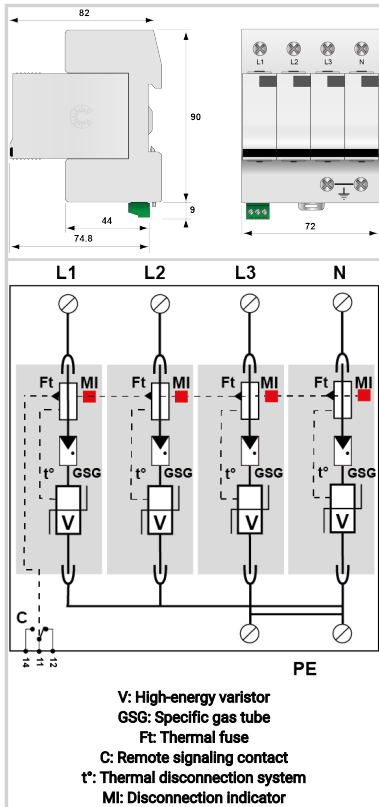 82
L1 L2 L3 N
90
9
44
74.8
72
L1 L2 L3 N
Ft MI Ft MI Ft MI Ft MI
t° GSG t° GSG t° GSG t° GSG
V V V V
C
14 11 12
PE
V: High-energy varistor
GSG: Specific gas tube
Ft: Thermal fuse
C: Remote signaling contact
t°: Thermal disconnection system
MI: Disconnection indicator